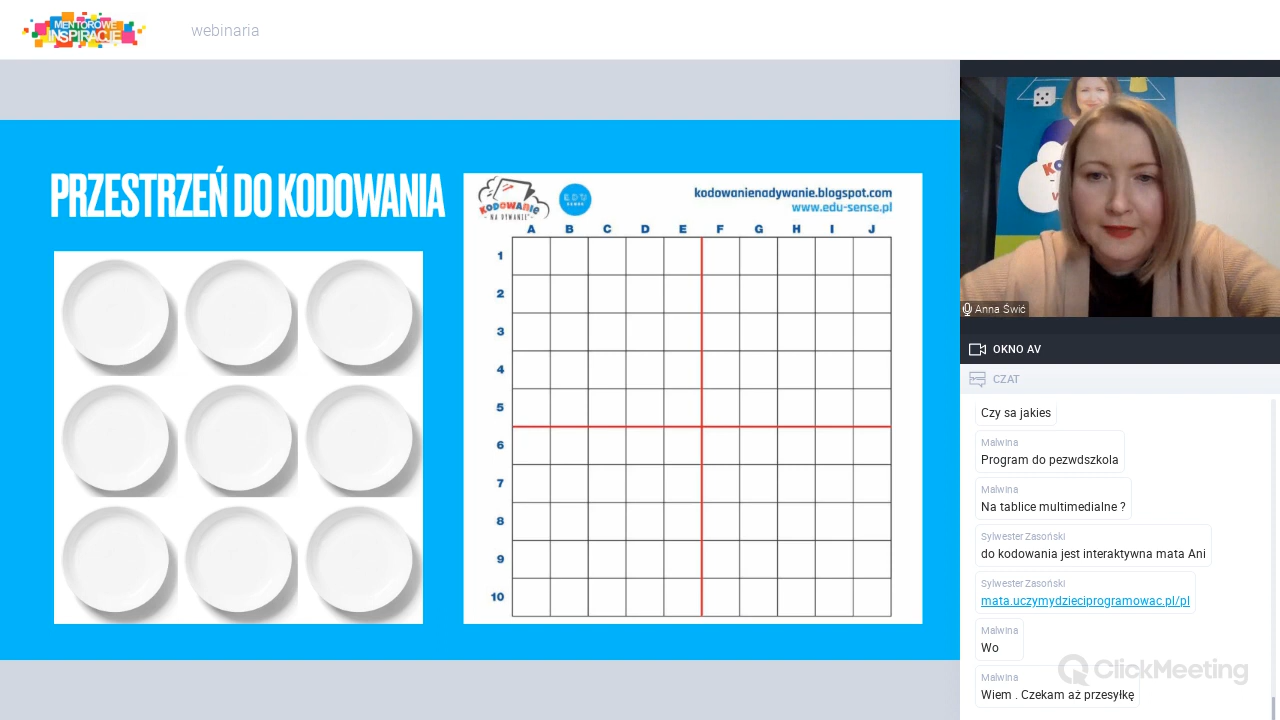 MENTOROWE
INSPIRACJE
webinaria
PRZESTRZEŃ DO KODOWANIA
KODOWANIE
- NA DYWANIE -
EDU
SENSE
kodowanienadywanie.blogspot.com
www.edu-sense.pl
A B C D E F G H I J
1
2
3
4
5
6
7
8
9
10
Anna Świć
OKNO AV
CZAT
Czy sa jakies
Malwina
Program do pezwdszkola
Malwina
Na tablice multimedialne ?
Sylwester Zasoński
do kodowania jest interaktywna mata Ani
Sylwester Zasoński
mata.uczymydzieciprogramowac.pl/pl
Malwina
Wo
Malwina
Wiem . Czekam aż przesyłkę
ClickMeeting